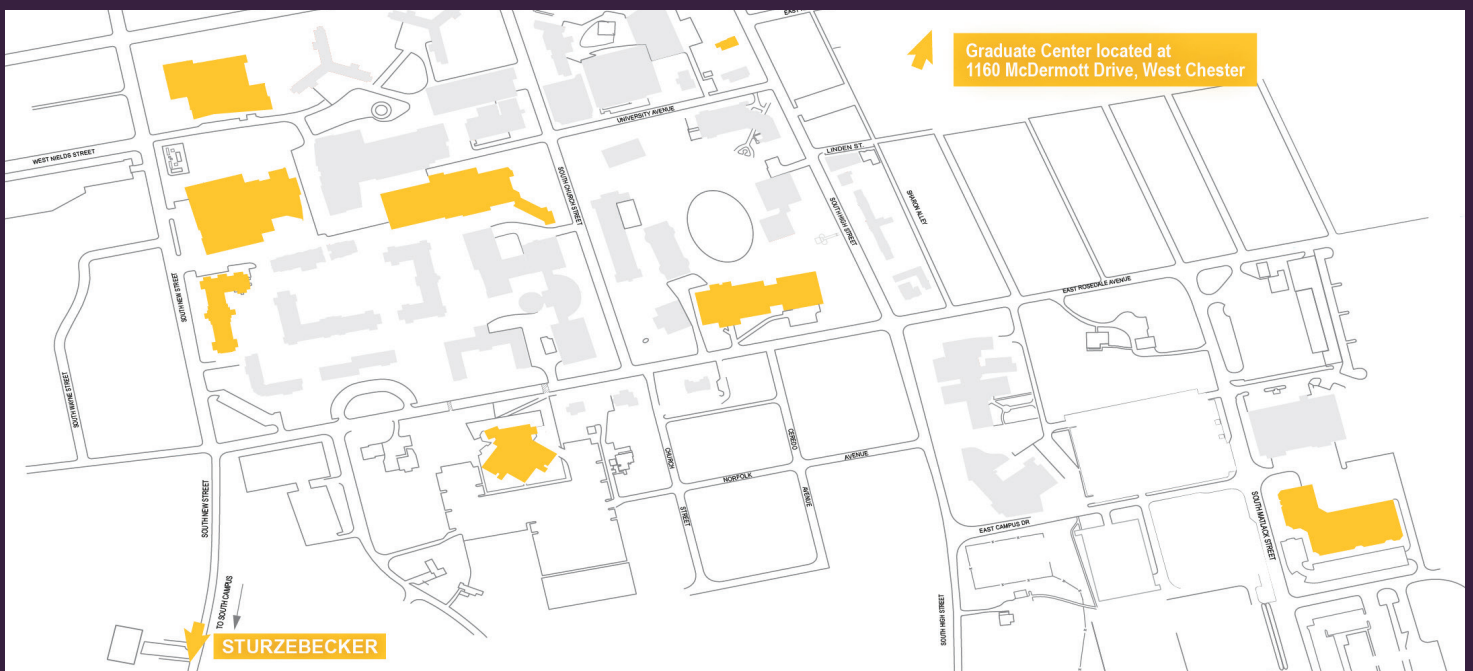 Graduate Center located at
1160 McDermott Drive, West Chester
UNIVERSITY AVENUE
WEST NIELDS STREET
LINDEN ST.
SOUTH CHURCH STREET
SOUTH HIGH STREET
SHARON ALLEY
SOUTH NEW STREET
EAST ROSEDALE AVENUE
SOUTH WAYNE STREET
CHURCH
STREET
CEREDO
AVENUE
NORFOLK
AVENUE
SOUTH NEW STREET
EAST CAMPUS DR
SOUTH MATLACK STREET
TO SOUTH CAMPUS
SOUTH HIGH STREET
STURZEBECKER